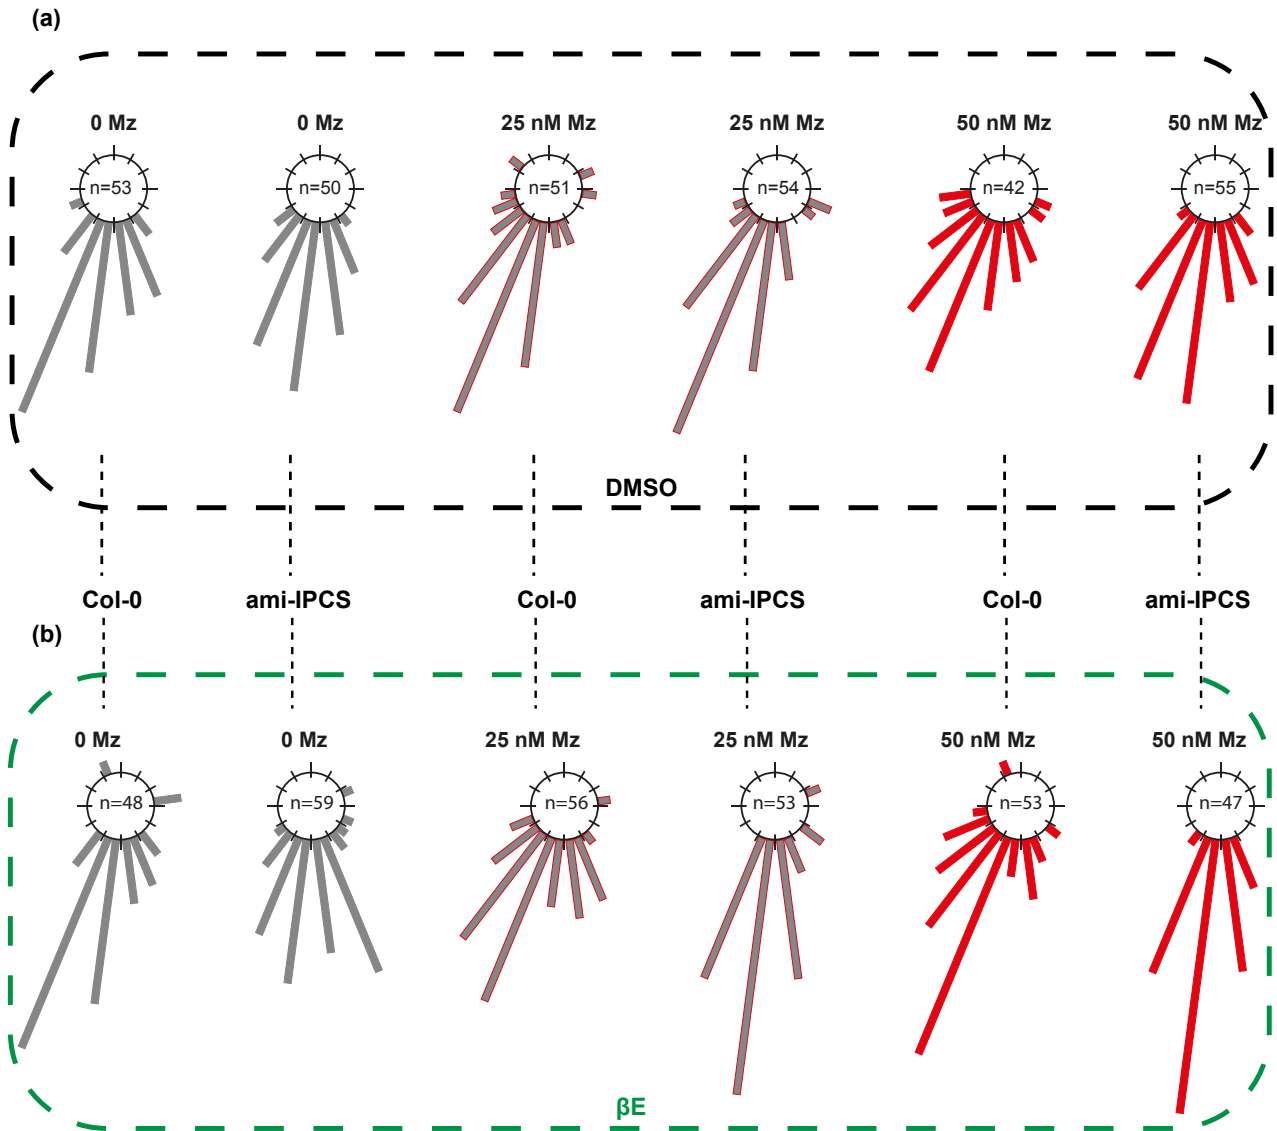 (a)
0 Mz 0 Mz 25 nM Mz 25 nM Mz 50 nM Mz 50 nM Mz
n=53 n=50 n=51 n=54 n=42 n=55
DMSO
Col-0 ami-IPCS Col-0 ami-IPCS Col-0 ami-IPCS
(b)
0 Mz 0 Mz 25 nM Mz 25 nM Mz 50 nM Mz 50 nM Mz
n=48 n=59 n=56 n=53 n=53 n=47
βE